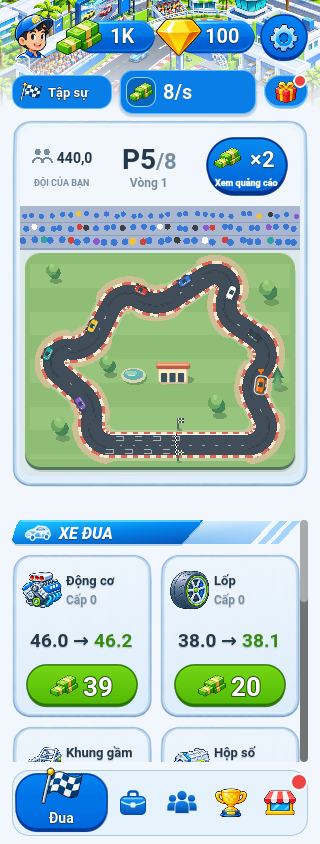 1K
100
Tập sự
8/s
440,0
ĐỘI CỦA BẠN
P5/8
Vòng 1
×2
Xem quảng cáo
XE ĐUA
Động cơ
Cấp 0
46.0 → 46.2
39
Lốp
Cấp 0
38.0 → 38.1
20
Khung gầm
Hộp số
Đua